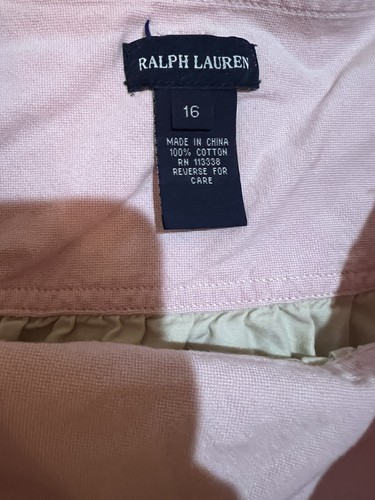 RALPH LAUREN
16
MADE IN CHINA
100% COTTON
RN 113338
REVERSE FOR
CARE